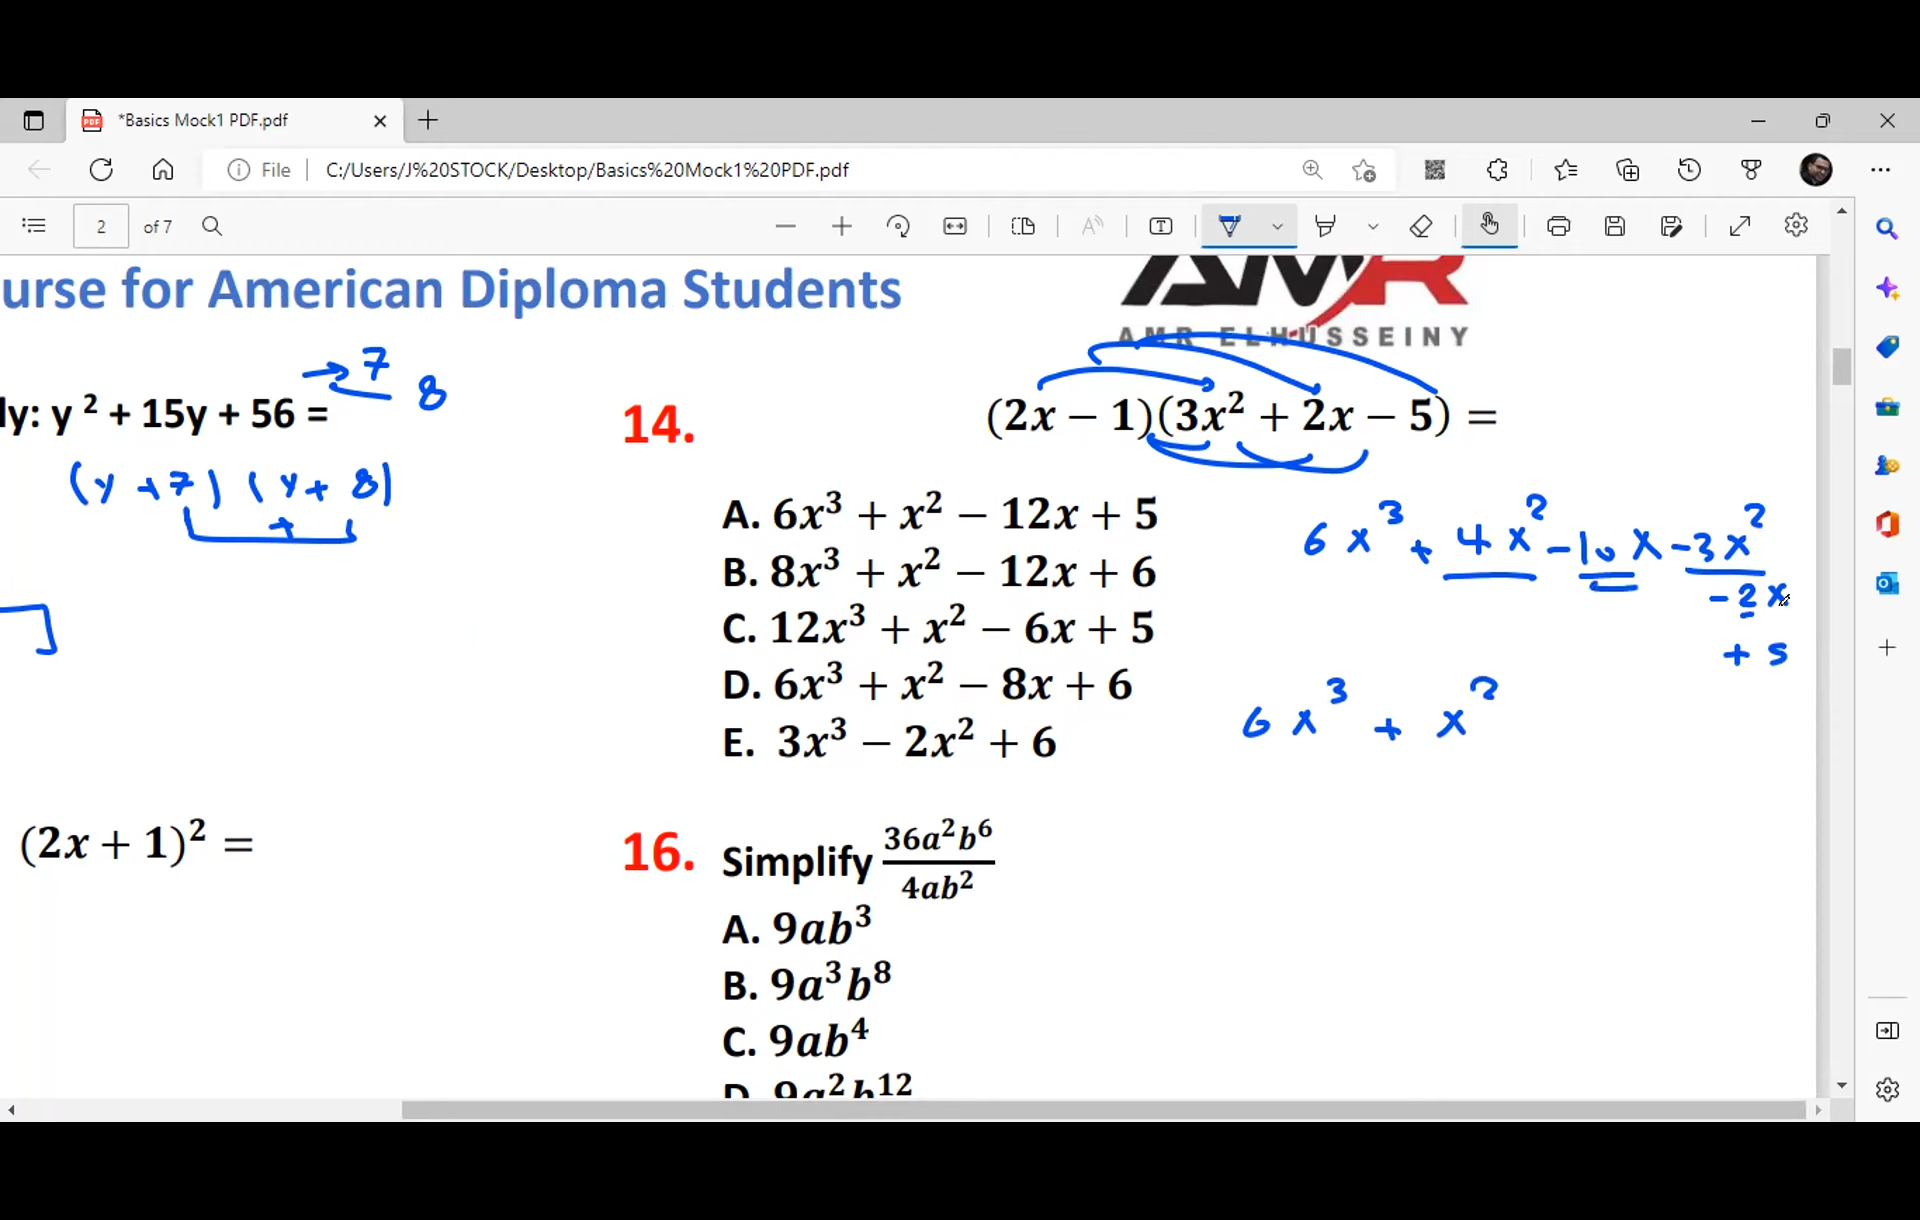 *Basics Mock1 PDF.pdf
File
C:/Users/J%20STOCK/Desktop/Basics%20Mock1%20PDF.pdf
2 of 7
urse for American Diploma Students
AMR
AMR ELHUSSEINY
ly: y² + 15y + 56 =
→ 7
8
(y + 7) (y + 8)
+
14. (2x − 1)(3x² + 2x − 5) =
A. 6x³ + x² − 12x + 5
B. 8x³ + x² − 12x + 6
C. 12x³ + x² − 6x + 5
D. 6x³ + x² − 8x + 6
E. 3x³ − 2x² + 6
6x³ + 4x² − 10x − 3x²
− 2x
+ 5
6x³ + x²
(2x + 1)² =
16. Simplify 36a²b⁶ / 4ab²
A. 9ab³
B. 9a³b⁸
C. 9ab⁴
D. 9a²b¹²